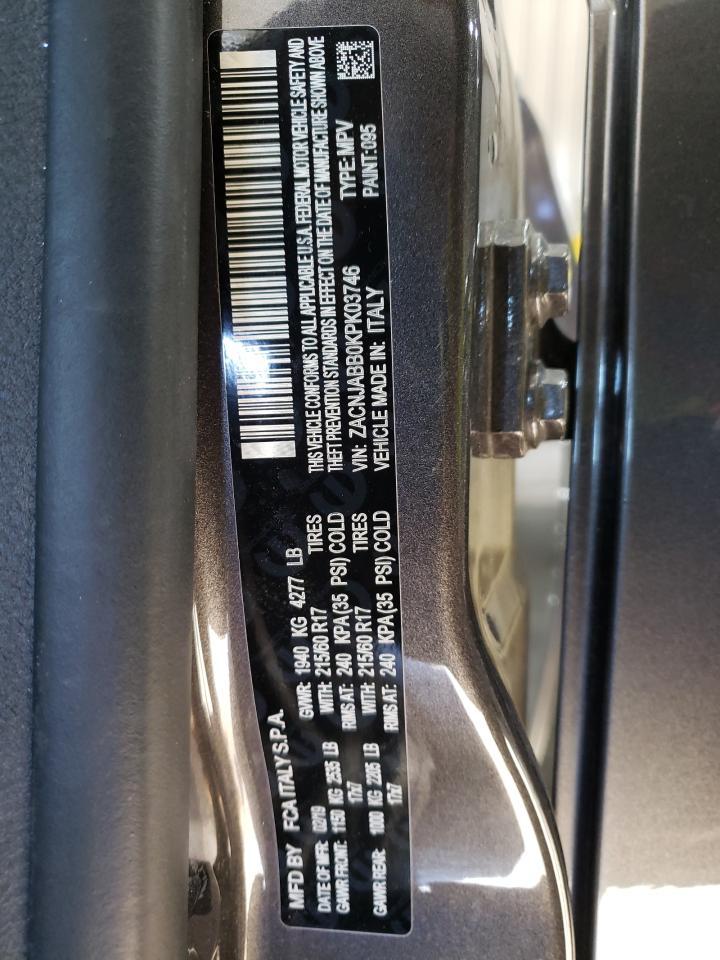 MFD BY FCA ITALY S.P.A.
DATE OF MFR: 02/19 GVWR: 1940 KG 4277 LB
GAWR FRONT: 1150 KG 2535 LB WITH: 215/60 R17 TIRES
17x7 RIMS AT: 240 KPA(35 PSI) COLD
GAWR REAR: 1000 KG 2205 LB WITH: 215/60 R17 TIRES
17x7 RIMS AT: 240 KPA(35 PSI) COLD
THIS VEHICLE CONFORMS TO ALL APPLICABLE U.S.A. FEDERAL MOTOR VEHICLE SAFETY AND
THEFT PREVENTION STANDARDS IN EFFECT ON THE DATE OF MANUFACTURE SHOWN ABOVE
VIN: ZACNJABB0KPK03746 TYPE:MPV
VEHICLE MADE IN: ITALY PAINT:095